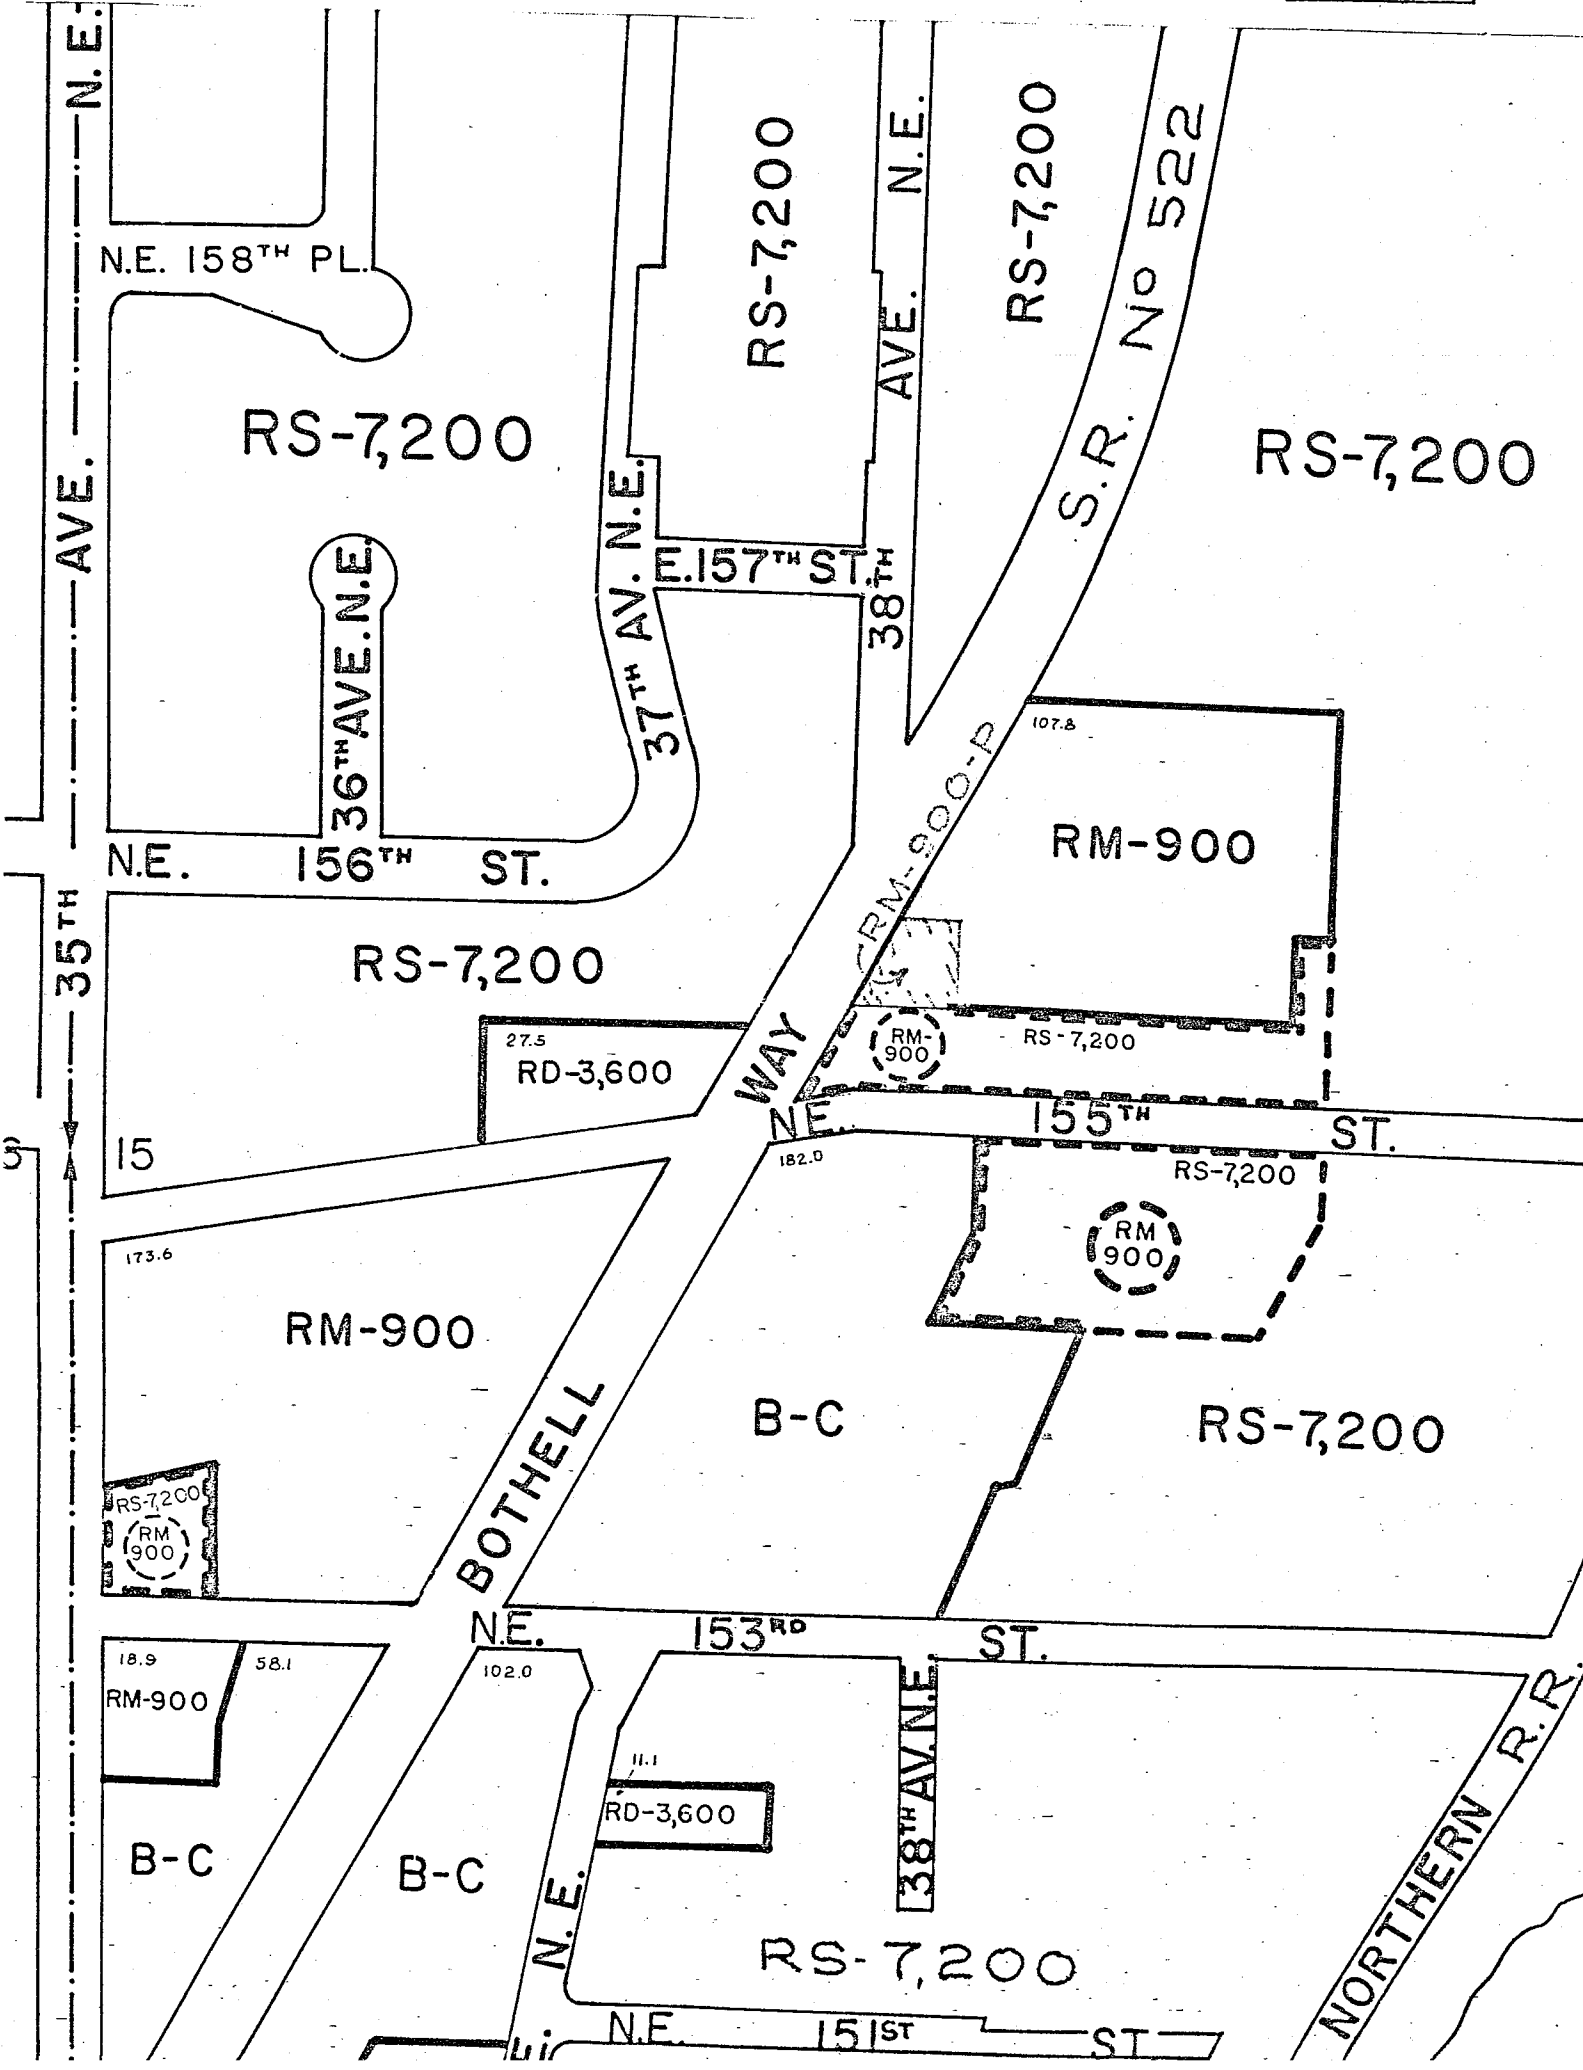 N.E.
N.E. 158TH PL.
RS-7,200
RS-7,200
AVE. N.E.
RS-7,200
S.R. No 522
RS-7,200
AVE.
36TH AVE. N.E.
37TH AV. N.E.
E. 157TH ST.
38TH
107.8
RM-900-P
RM-900
N.E. 156TH ST.
35TH
RS-7,200
27.5
RD-3,600
WAY
RM-
900
RS-7,200
N.E. 155TH ST.
15
182.0
RS-7,200
RM
900
173.6
RM-900
B-C
RS-7,200
BOTHELL
RS-7,200
RM
900
N.E. 153RD ST.
18.9
58.1
RM-900
102.0
11.1
RD-3,600
38TH AV. N.E.
B-C
B-C
N.E.
RS-7,200
NORTHERN R.R.
N.E. 151ST ST